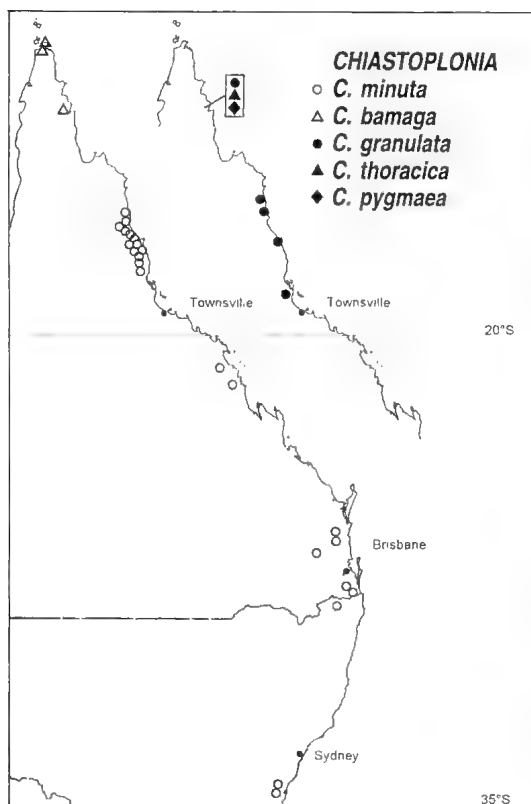 CHIASTOPLONIA
C. minuta
C. bamaga
C. granulata
C. thoracica
C. pygmaea
Townsville
Townsville
20°S
Brisbane
Sydney
35°S